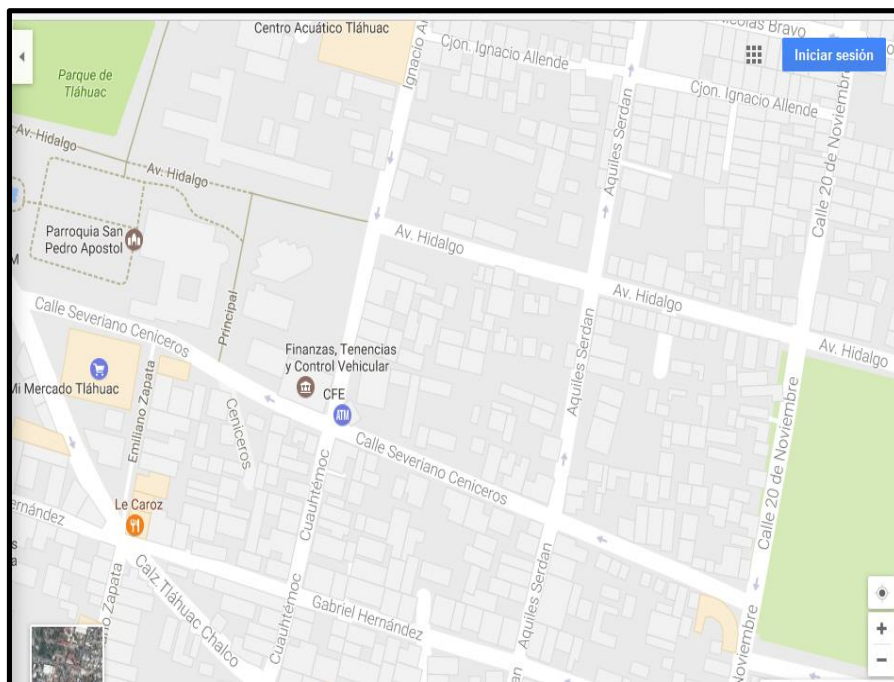 Centro Acuático Tláhuac
Cjon. Ignacio Allende
Iniciar sesión
Parque de
Tláhuac
Cjon. Ignacio Allende
Av. Hidalgo
Av. Hidalgo
Aquiles Serdan
Calle 20 de Noviembre
Parroquia San
Pedro Apostol
Av. Hidalgo
Av. Hidalgo
Av. Hidalgo
Calle Severiano Ceniceros
Principal
Finanzas, Tenencias
y Control Vehicular
CFE
ATM
Mi Mercado Tláhuac
Emiliano Zapata
Ceniceros
Aquiles Serdan
Calle Severiano Ceniceros
Calle 20 de Noviembre
Le Caroz
Cuauhtémoc
Calz. Tláhuac Chalco
Gabriel Hernández
Cuauhtémoc
Aquiles Serdan
+
−